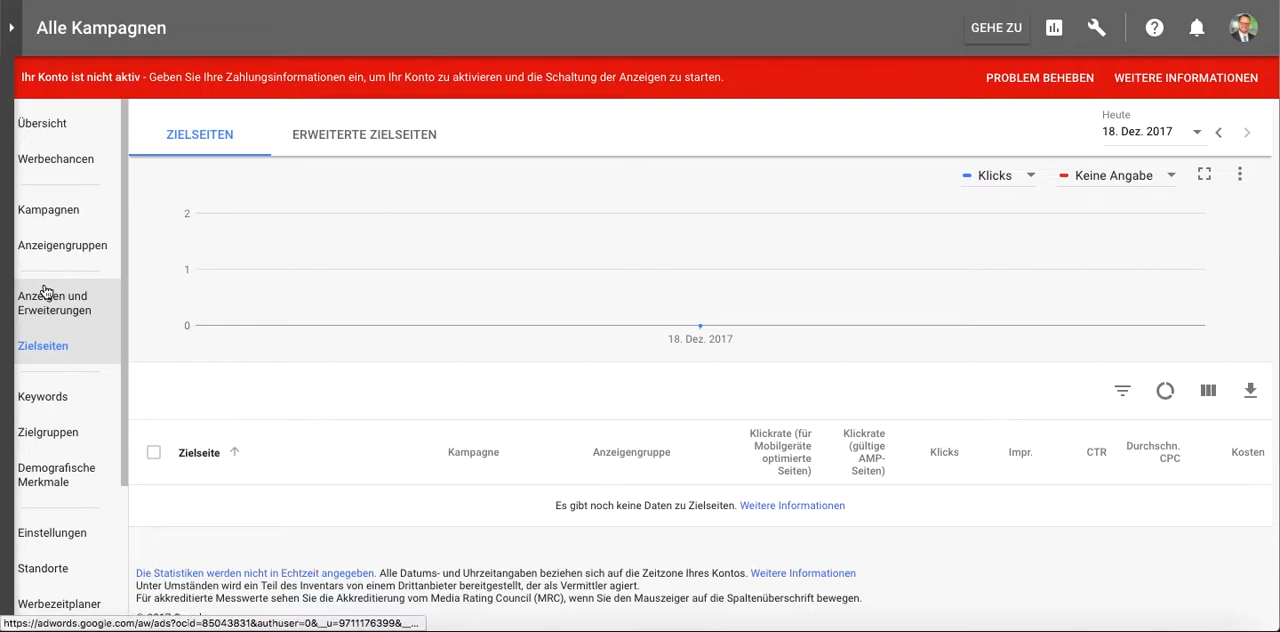 Alle Kampagnen
GEHE ZU
Ihr Konto ist nicht aktiv - Geben Sie Ihre Zahlungsinformationen ein, um Ihr Konto zu aktivieren und die Schaltung der Anzeigen zu starten.
PROBLEM BEHEBEN
WEITERE INFORMATIONEN
Übersicht
Werbechancen
Kampagnen
Anzeigengruppen
Anzeigen und
Erweiterungen
Zielseiten
Keywords
Zielgruppen
Demografische
Merkmale
Einstellungen
Standorte
Werbezeitplaner
ZIELSEITEN
ERWEITERTE ZIELSEITEN
Heute
18. Dez. 2017
Klicks
Keine Angabe
2
1
0
18. Dez. 2017
Zielseite
Kampagne
Anzeigengruppe
Klickrate (für
Mobilgeräte
optimierte
Seiten)
Klickrate
(gültige
AMP-
Seiten)
Klicks
Impr.
CTR
Durchschn.
CPC
Kosten
Es gibt noch keine Daten zu Zielseiten. Weitere Informationen
Die Statistiken werden nicht in Echtzeit angegeben. Alle Datums- und Uhrzeitangaben beziehen sich auf die Zeitzone Ihres Kontos. Weitere Informationen
Unter Umständen wird ein Teil des Inventars von einem Drittanbieter bereitgestellt, der als Vermittler agiert.
Für akkreditierte Messwerte sehen Sie die Akkreditierung vom Media Rating Council (MRC), wenn Sie den Mauszeiger auf die Spaltenüberschrift bewegen.
https://adwords.google.com/aw/ads?ocid=85043831&authuser=0&__u=9711176399&__...